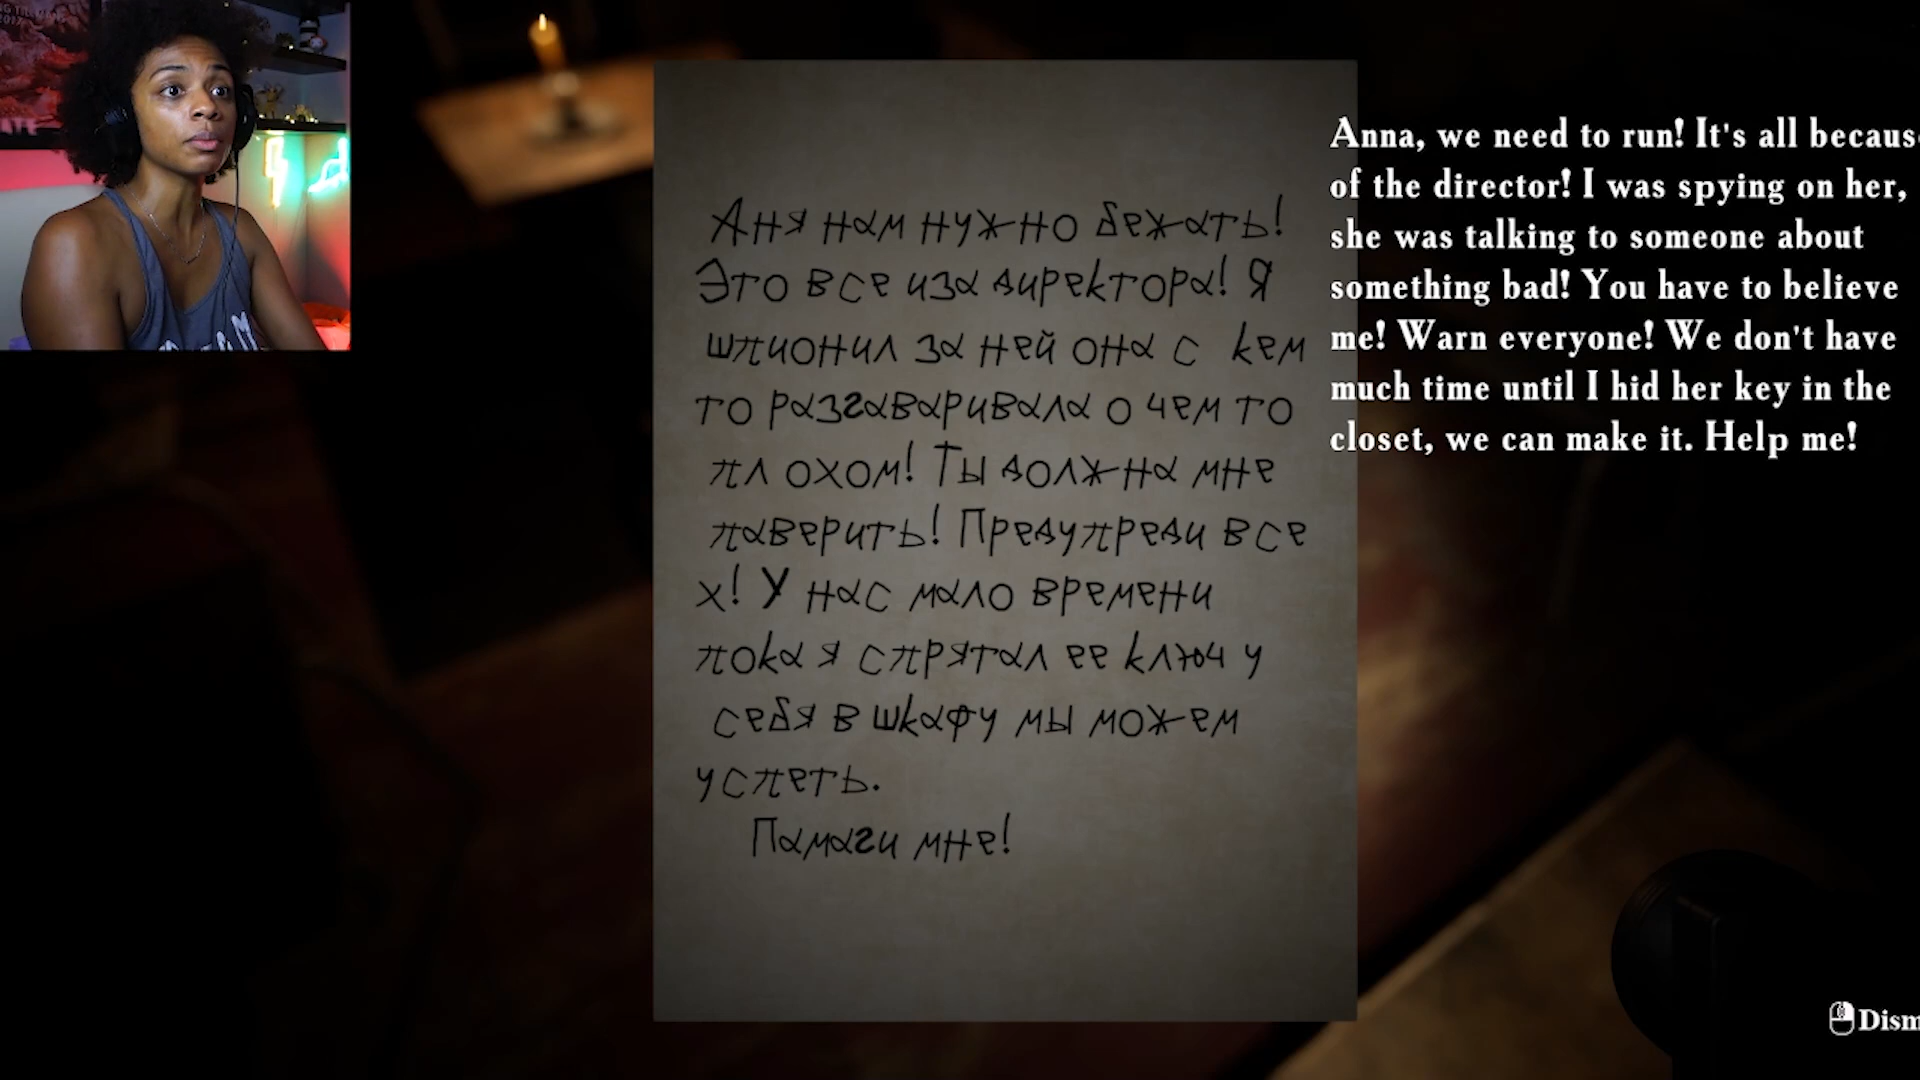 Аня нам нужно бежать!
Это все иза директора! Я
шпионил за ней она с кем
то разгаваривала о чем то
пл охом! Ты должна мне
паверить! Предупреди все
х! У нас мало времени
пока я спрятал ее ключ у
себя в шкафу мы можем
успеть.
Памаги мне!
Anna, we need to run! It's all becaus
of the director! I was spying on her,
she was talking to someone about
something bad! You have to believe
me! Warn everyone! We don't have
much time until I hid her key in the
closet, we can make it. Help me!
Dism